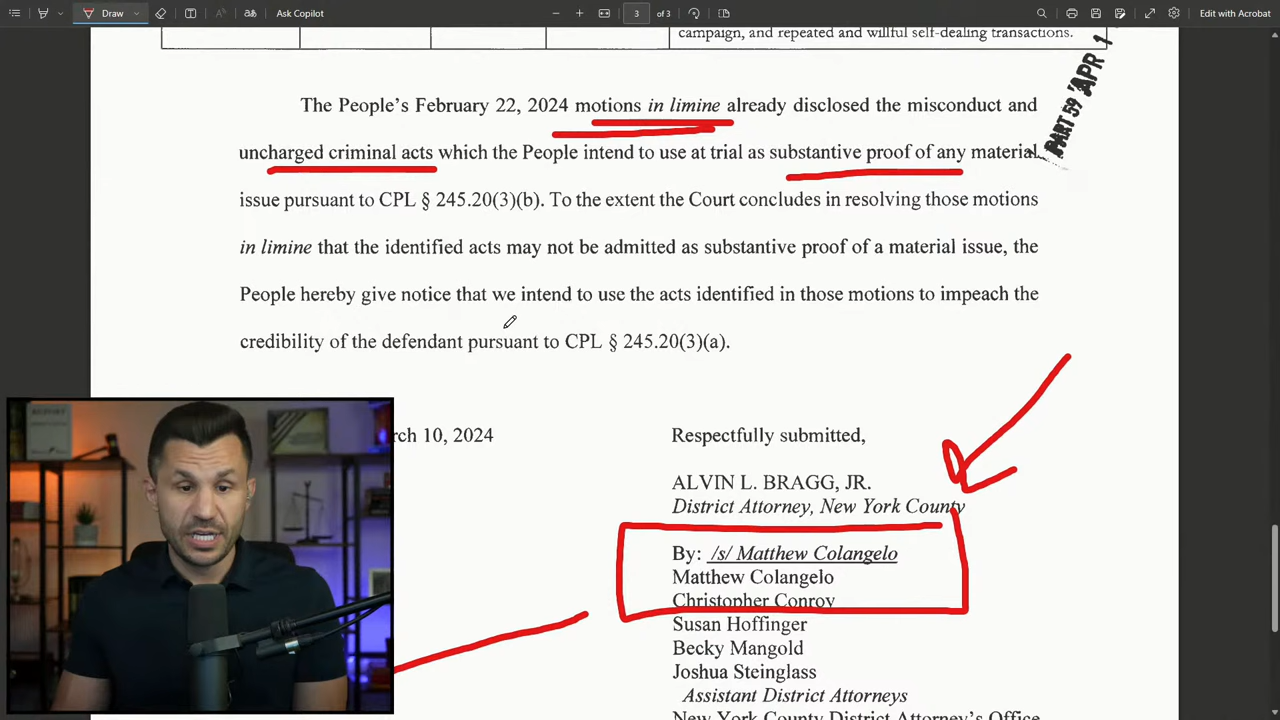 Draw
Ask Copilot
3
of 3
Edit with Acrobat
campaign, and repeated and willful self-dealing transactions.
PART 59 APR 1
The People's February 22, 2024 motions in limine already disclosed the misconduct and
uncharged criminal acts which the People intend to use at trial as substantive proof of any material
issue pursuant to CPL § 245.20(3)(b). To the extent the Court concludes in resolving those motions
in limine that the identified acts may not be admitted as substantive proof of a material issue, the
People hereby give notice that we intend to use the acts identified in those motions to impeach the
credibility of the defendant pursuant to CPL § 245.20(3)(a).
rch 10, 2024
Respectfully submitted,
ALVIN L. BRAGG, JR.
District Attorney, New York County
By: /s/ Matthew Colangelo
Matthew Colangelo
Christopher Conroy
Susan Hoffinger
Becky Mangold
Joshua Steinglass
Assistant District Attorneys
New York County District Attorney's Office